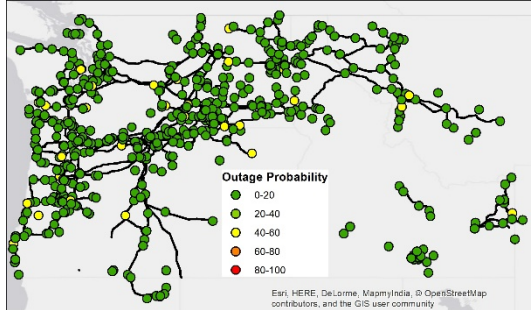 Outage Probability
0-20
20-40
40-60
60-80
80-100
Esri, HERE, DeLorme, MapmyIndia, © OpenStreetMap
contributors, and the GIS user community